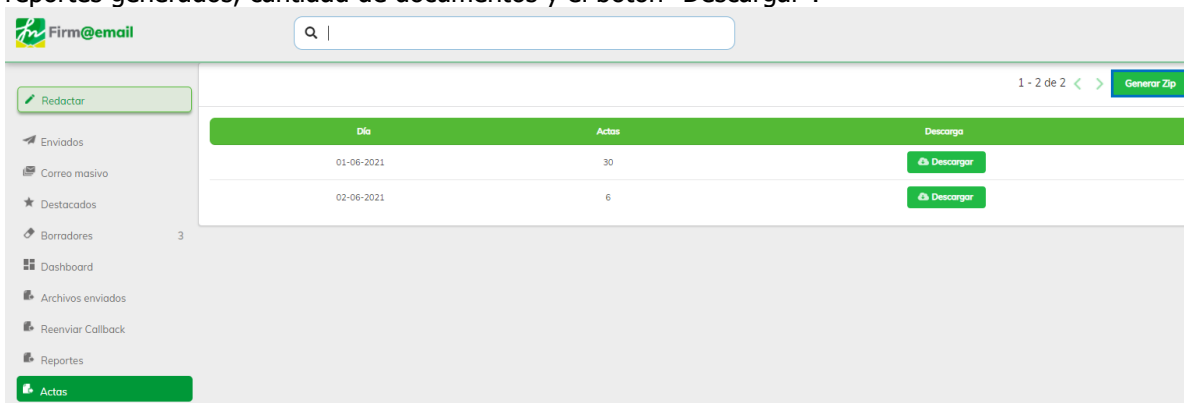 reportes generados, cantidad de documentos y el botón "Descargar".
Firm@email
1 - 2 de 2 < > Generar Zip
Redactar
Día Actas Descarga
Enviados
01-06-2021 30 Descargar
Correo masivo
02-06-2021 6 Descargar
Destacados
Borradores 3
Dashboard
Archivos enviados
Reenviar Callback
Reportes
Actas